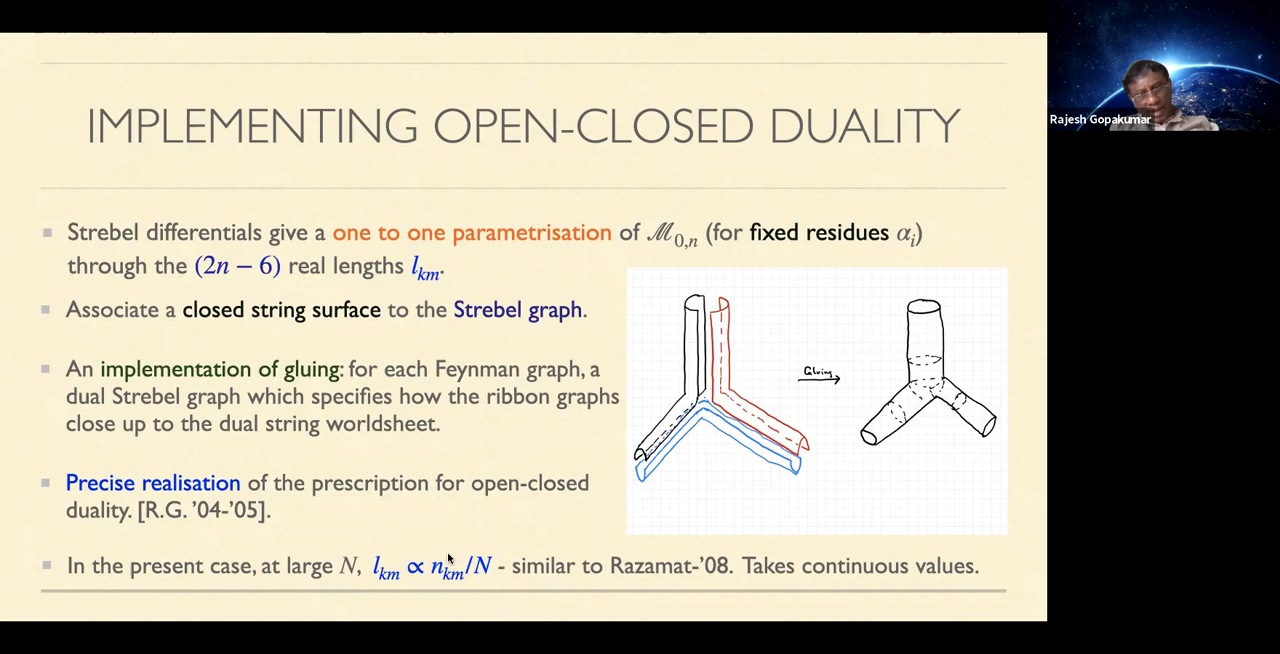 IMPLEMENTING OPEN-CLOSED DUALITY
Rajesh Gopakumar
Strebel differentials give a one to one parametrisation of ℳ₀,ₙ (for fixed residues αᵢ)
through the (2n − 6) real lengths lₖₘ.
Associate a closed string surface to the Strebel graph.
An implementation of gluing: for each Feynman graph, a
dual Strebel graph which specifies how the ribbon graphs
close up to the dual string worldsheet.
Gluing
Precise realisation of the prescription for open-closed
duality. [R.G. ’04-’05].
In the present case, at large N, lₖₘ ∝ nₖₘ/N - similar to Razamat-’08. Takes continuous values.